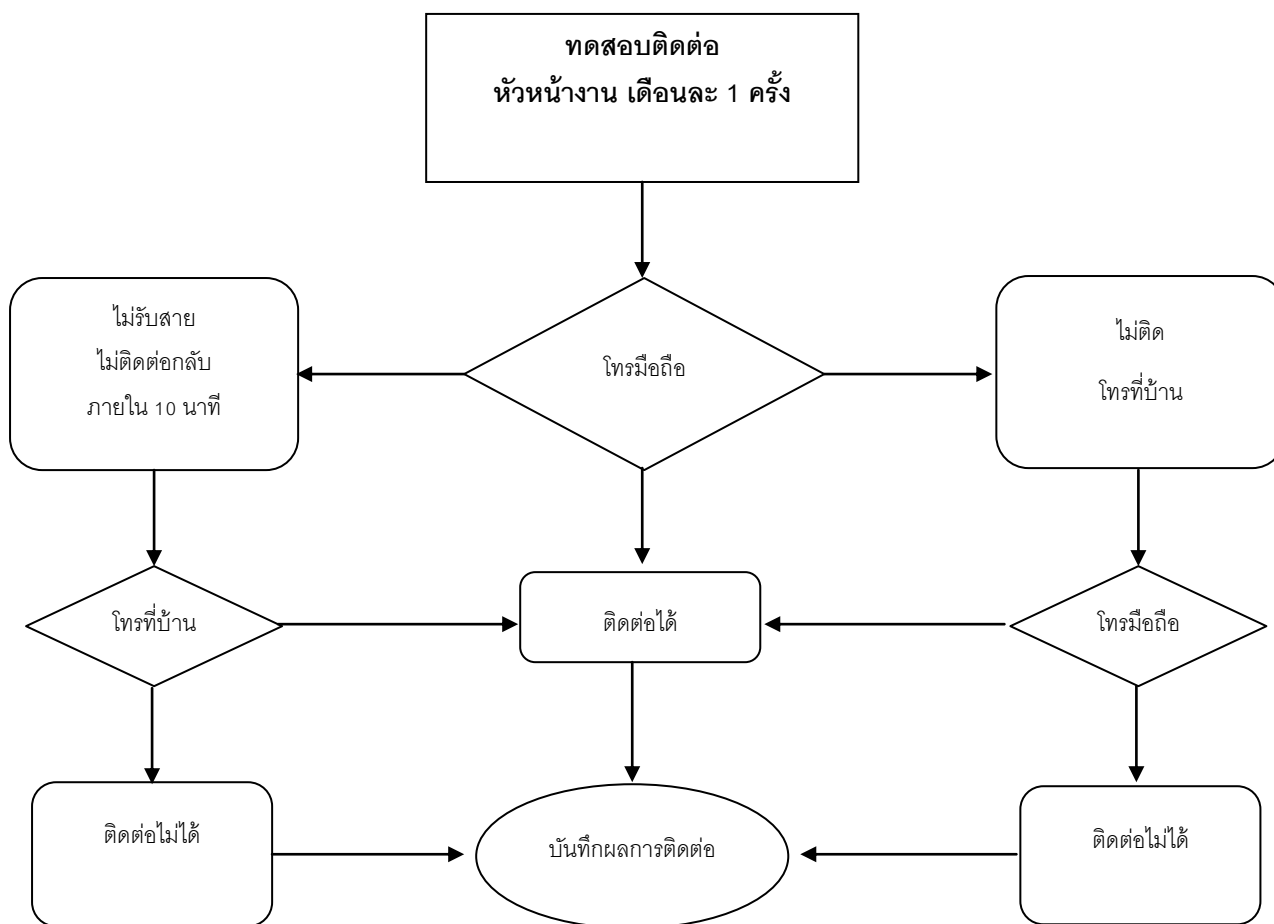 ทดสอบติดต่อ
หัวหน้างาน เดือนละ 1 ครั้ง
ไม่รับสาย
ไม่ติดต่อกลับ
ภายใน 10 นาที
โทรมือถือ
ไม่ติด
โทรที่บ้าน
โทรที่บ้าน
ติดต่อได้
โทรมือถือ
ติดต่อไม่ได้
บันทึกผลการติดต่อ
ติดต่อไม่ได้